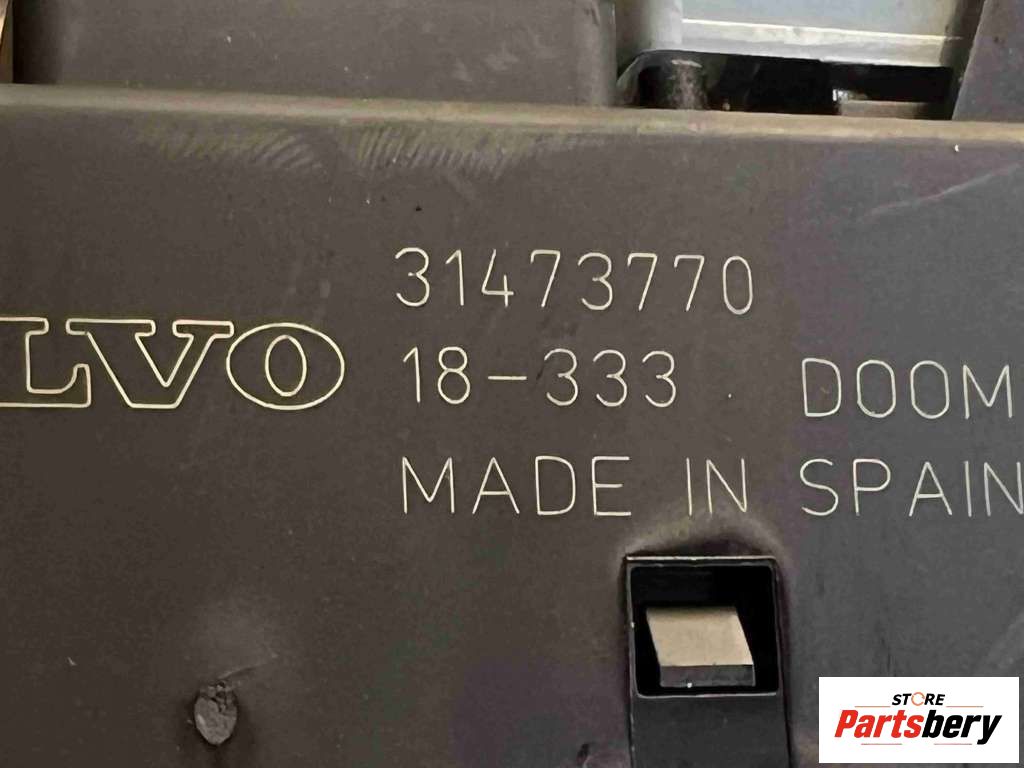 31473770
LVO 18-333 DOOM
MADE IN SPAIN
STORE
Partsbery